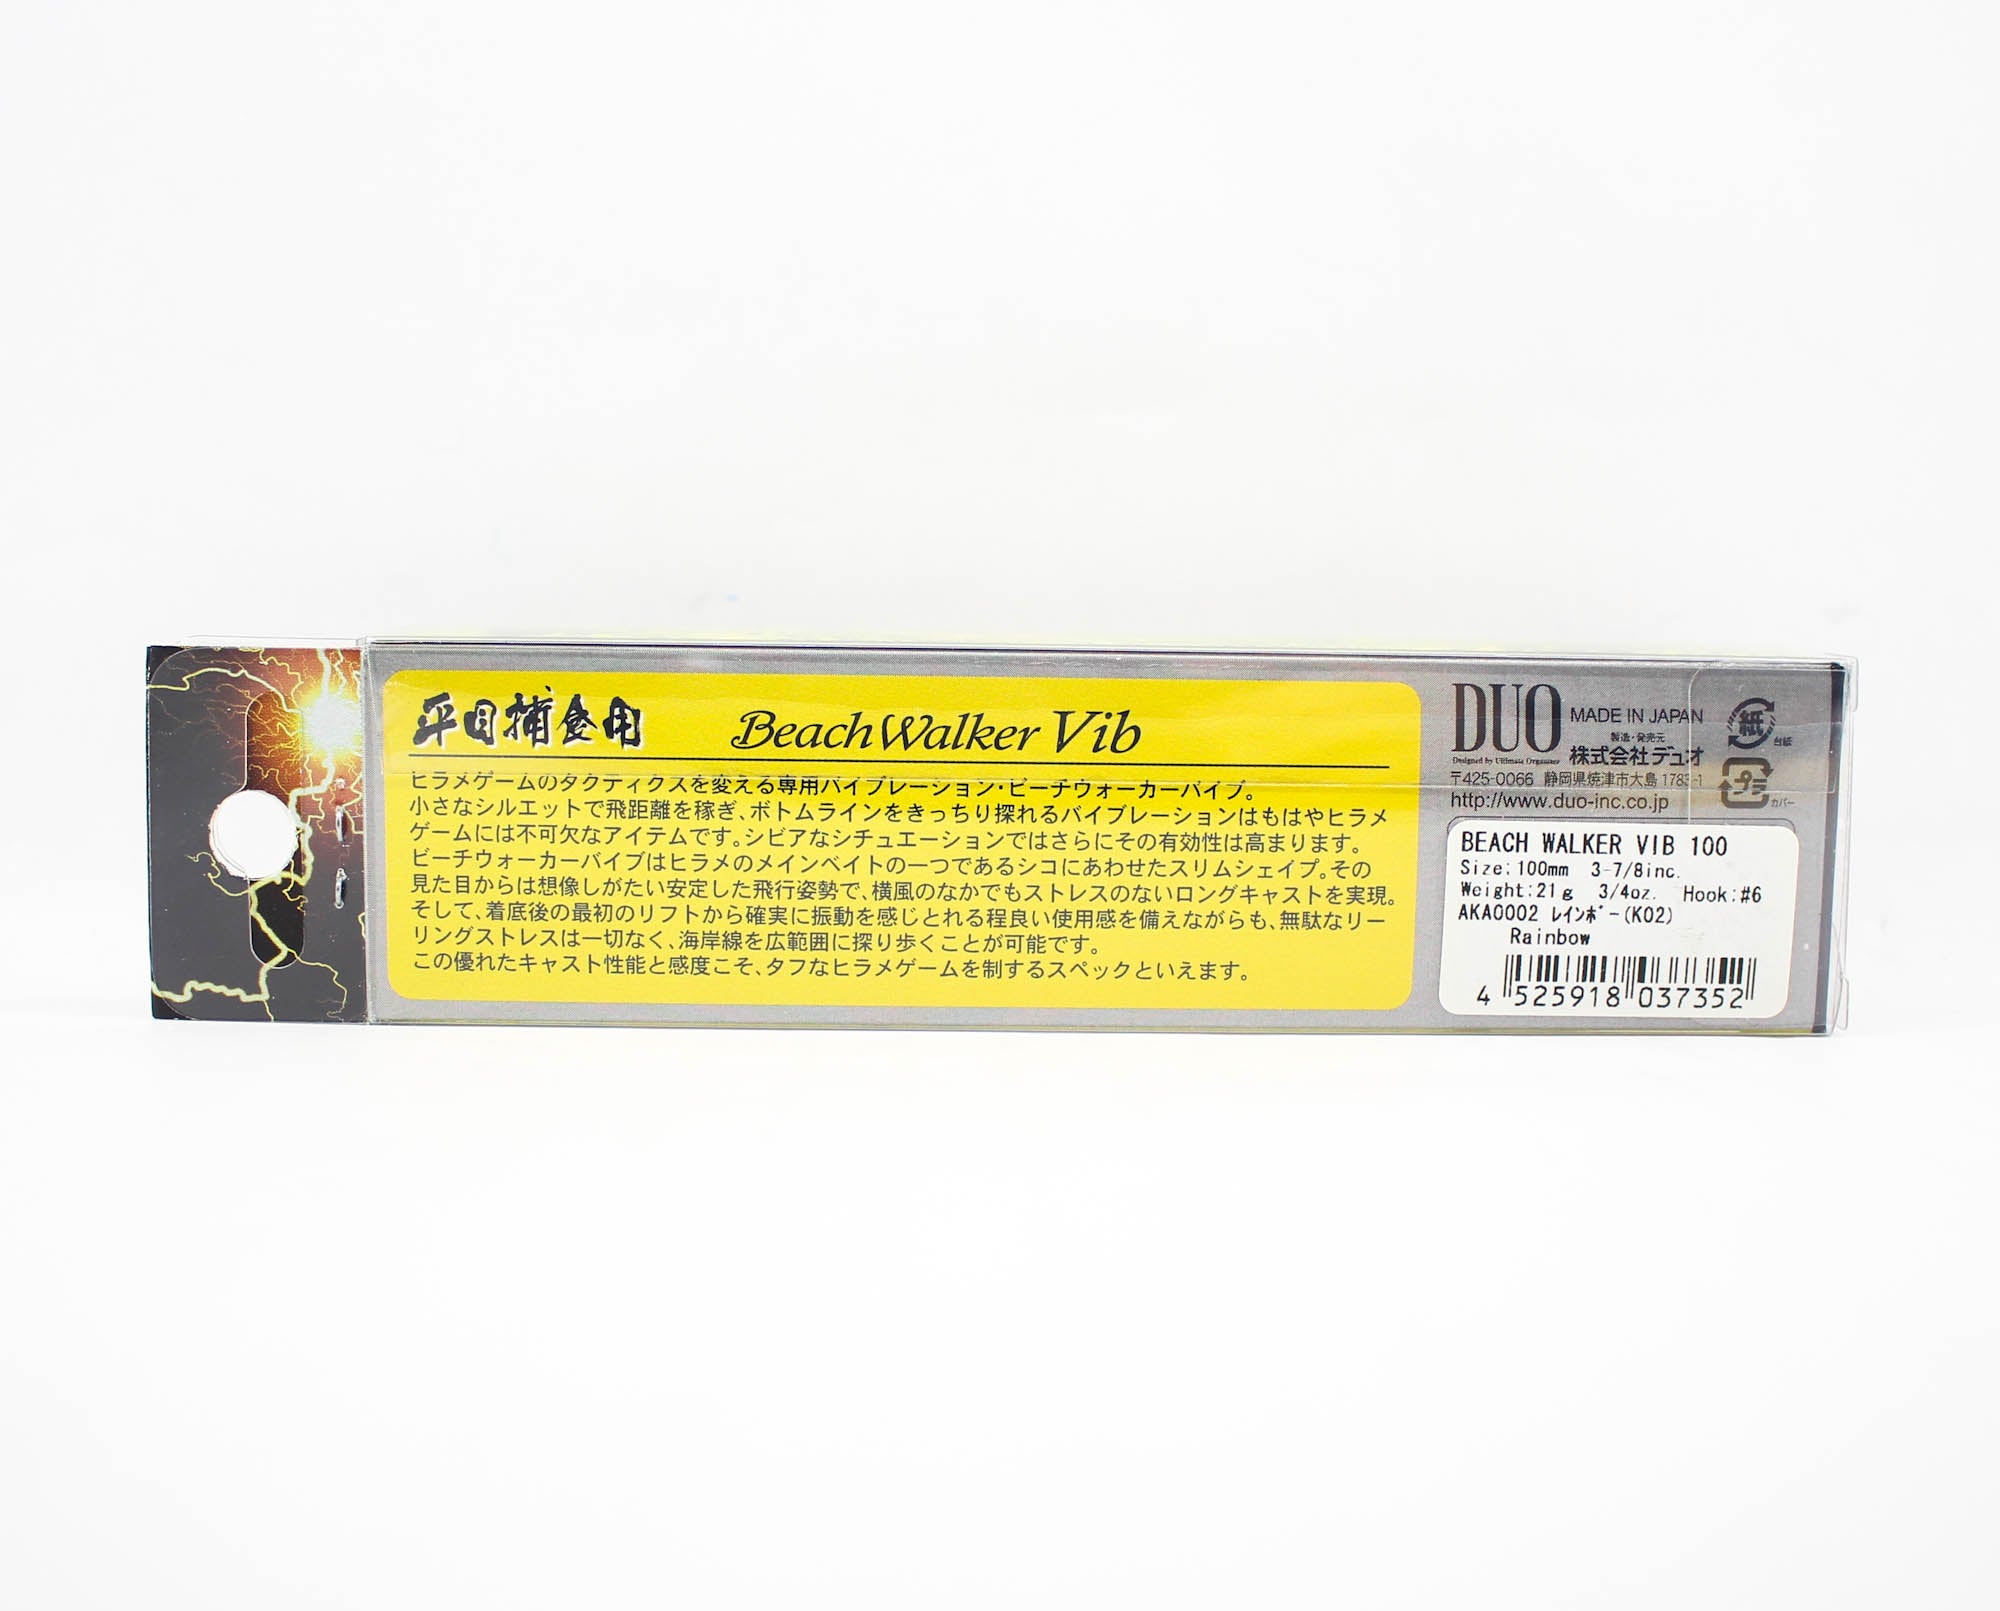 平目捕食用 Beach Walker Vib
ヒラメゲームのタクティクスを変える専用バイブレーション・ビーチウォーカーバイブ。
小さなシルエットで飛距離を稼ぎ、ボトムラインをきっちり探れるバイブレーションはもはやヒラメ
ゲームには不可欠なアイテムです。シビアなシチュエーションではさらにその有効性は高まります。
ビーチウォーカーバイブはヒラメのメインベイトの一つであるシコにあわせたスリムシェイプ。その
見た目からは想像しがたい安定した飛行姿勢で、横風のなかでもストレスのないロングキャストを実現。
そして、着底後の最初のリフトから確実に振動を感じとれる程良い使用感を備えながらも、無駄なリー
リングストレスは一切なく、海岸線を広範囲に探り歩くことが可能です。
この優れたキャスト性能と感度こそ、タフなヒラメゲームを制するスペックといえます。
DUO
Designed by Ultimate Organizer
MADE IN JAPAN
製造・発売元
株式会社デュオ
〒425-0066 静岡県焼津市大島 1783-1
http://www.duo-inc.co.jp
紙
台紙
プラ
カバー
BEACH WALKER VIB 100
Size:100mm 3-7/8inc.
Weight:21g 3/4oz. Hook:#6
AKA0002 ﾚｲﾝﾎﾞｰ(K02)
Rainbow
4 525918 037352